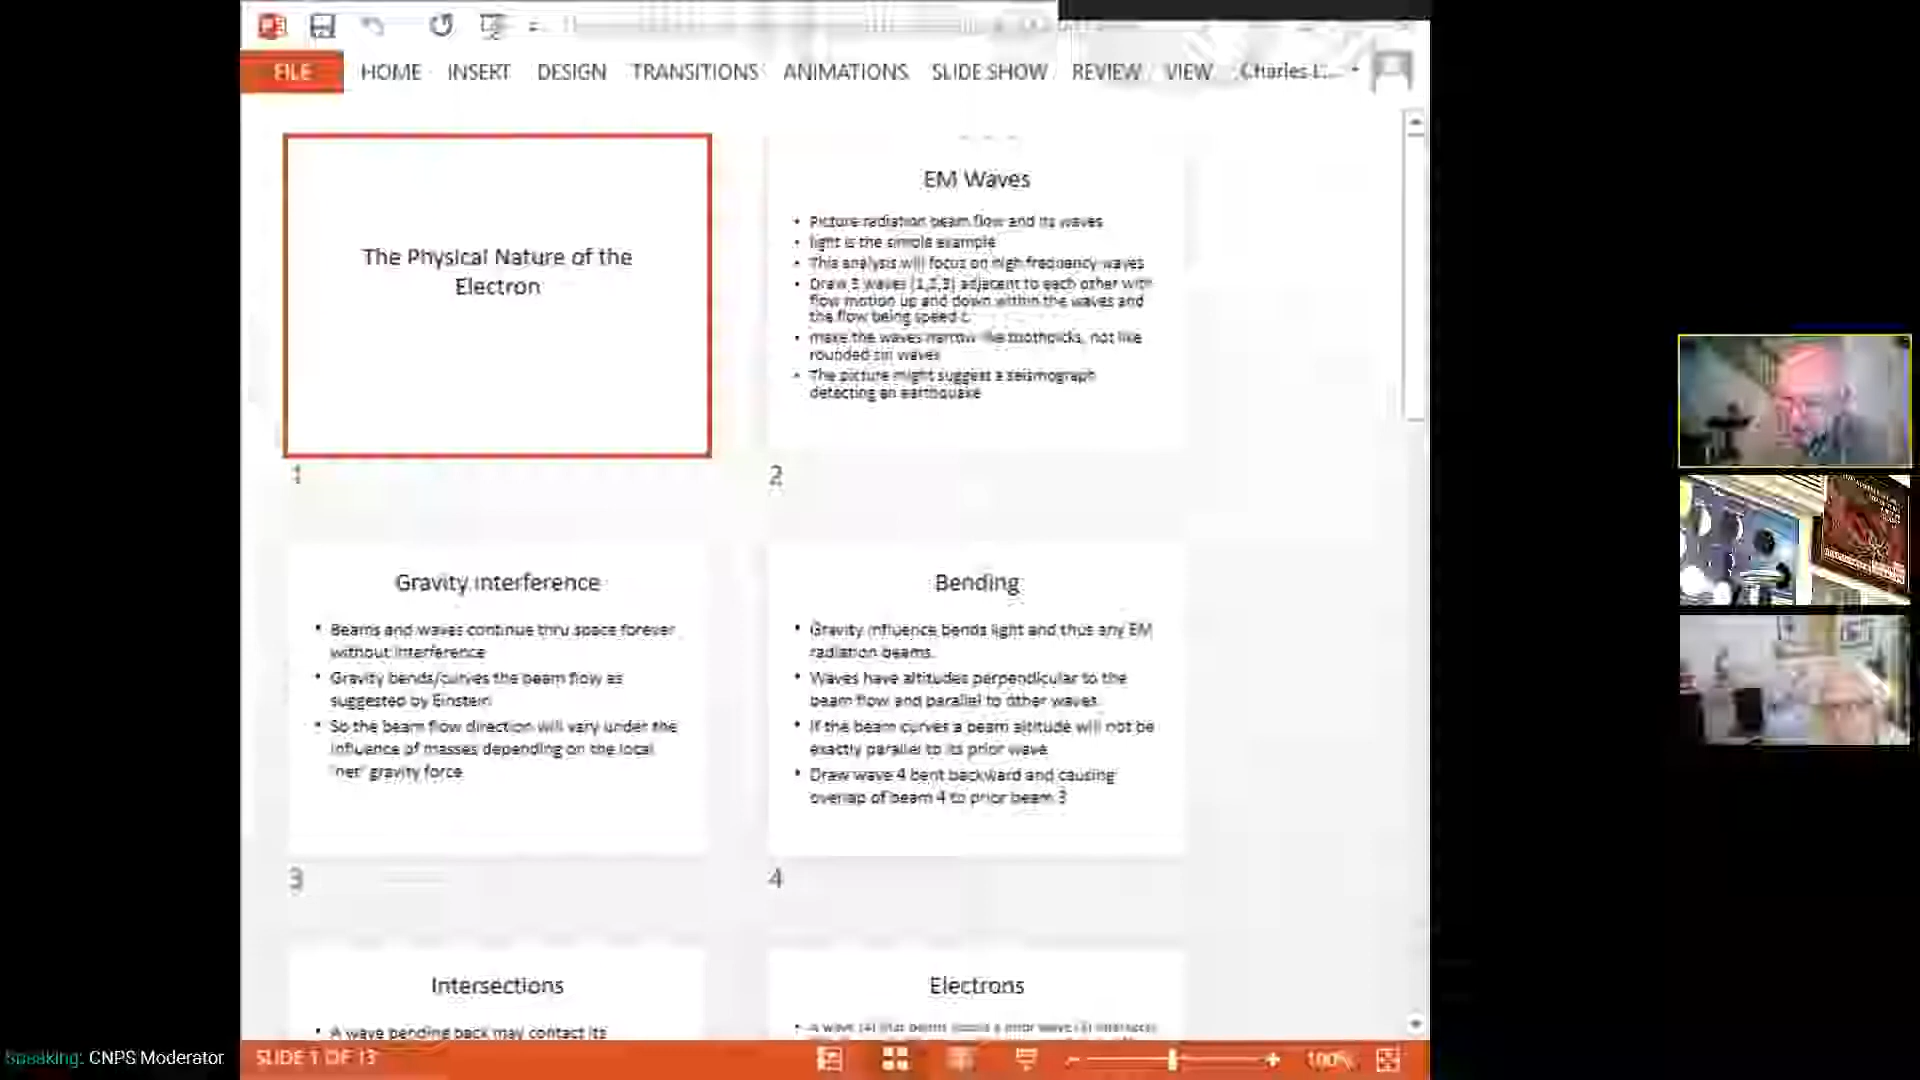 FILE HOME INSERT DESIGN TRANSITIONS ANIMATIONS SLIDE SHOW REVIEW VIEW Charles L...
The Physical Nature of the
Electron
1
EM Waves
• Picture radiation beam flow and its waves
• light is the simple example
• This analysis will focus on high frequency waves
• Draw 3 waves (1,2,3) adjacent to each other with
flow motion up and down within the waves and
the flow being speed c
• make the waves narrow like toothpicks, not like
rounded sin waves
• The picture might suggest a seismograph
detecting an earthquake
2
Gravity interference
• Beams and waves continue thru space forever
without interference
• Gravity bends/curves the beam flow as
suggested by Einstein
• So the beam flow direction will vary under the
influence of masses depending on the local
"net" gravity force
3
Bending
• Gravity influence bends light and thus any EM
radiation beams.
• Waves have altitudes perpendicular to the
beam flow and parallel to other waves
• If the beam curves a beam altitude will not be
exactly parallel to its prior wave
• Draw wave 4 bent backward and causing
overlap of beam 4 to prior beam 3
4
Intersections
• A wave bending back may contact its
Electrons
• A wave (4) that bends
SLIDE 1 OF 13
100%
Speaking: CNPS Moderator